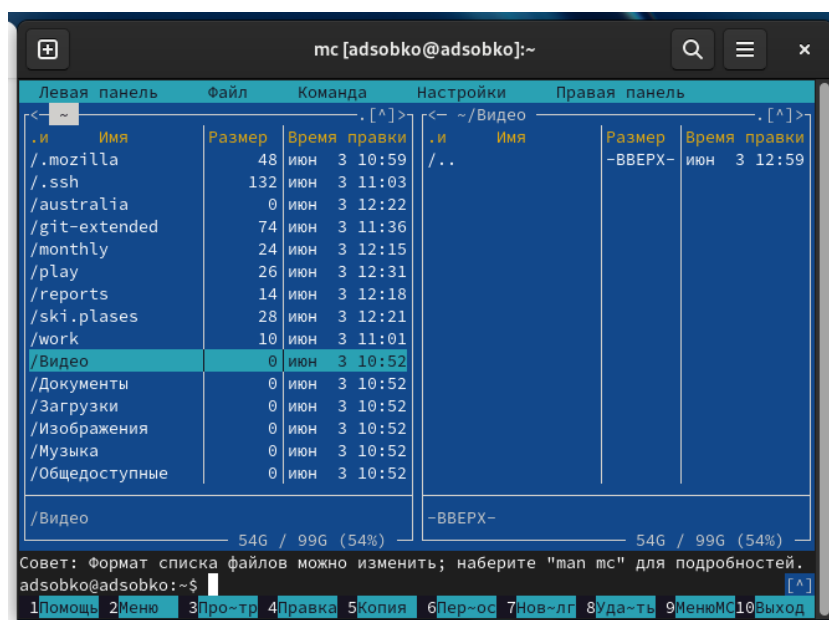 mc [adsobko@adsobko]:~
Левая панель Файл Команда Настройки Правая панель
<— ~ .[^]> <— ~/Видео .[^]>
.и Имя Размер Время правки .и Имя Размер Время правки
/.mozilla 48 июн 3 10:59 /.. -ВВЕРХ- июн 3 12:59
/.ssh 132 июн 3 11:03
/australia 0 июн 3 12:22
/git-extended 74 июн 3 11:36
/monthly 24 июн 3 12:15
/play 26 июн 3 12:31
/reports 14 июн 3 12:18
/ski.plases 28 июн 3 12:21
/work 10 июн 3 11:01
/Видео 0 июн 3 10:52
/Документы 0 июн 3 10:52
/Загрузки 0 июн 3 10:52
/Изображения 0 июн 3 10:52
/Музыка 0 июн 3 10:52
/Общедоступные 0 июн 3 10:52
/Видео -ВВЕРХ-
54G / 99G (54%) 54G / 99G (54%)
Совет: Формат списка файлов можно изменить; наберите "man mc" для подробностей.
adsobko@adsobko:~$ [^]
1Помощь 2Меню 3Про~тр 4Правка 5Копия 6Пер~ос 7Нов~лг 8Уда~ть 9МенюМС 10Выход